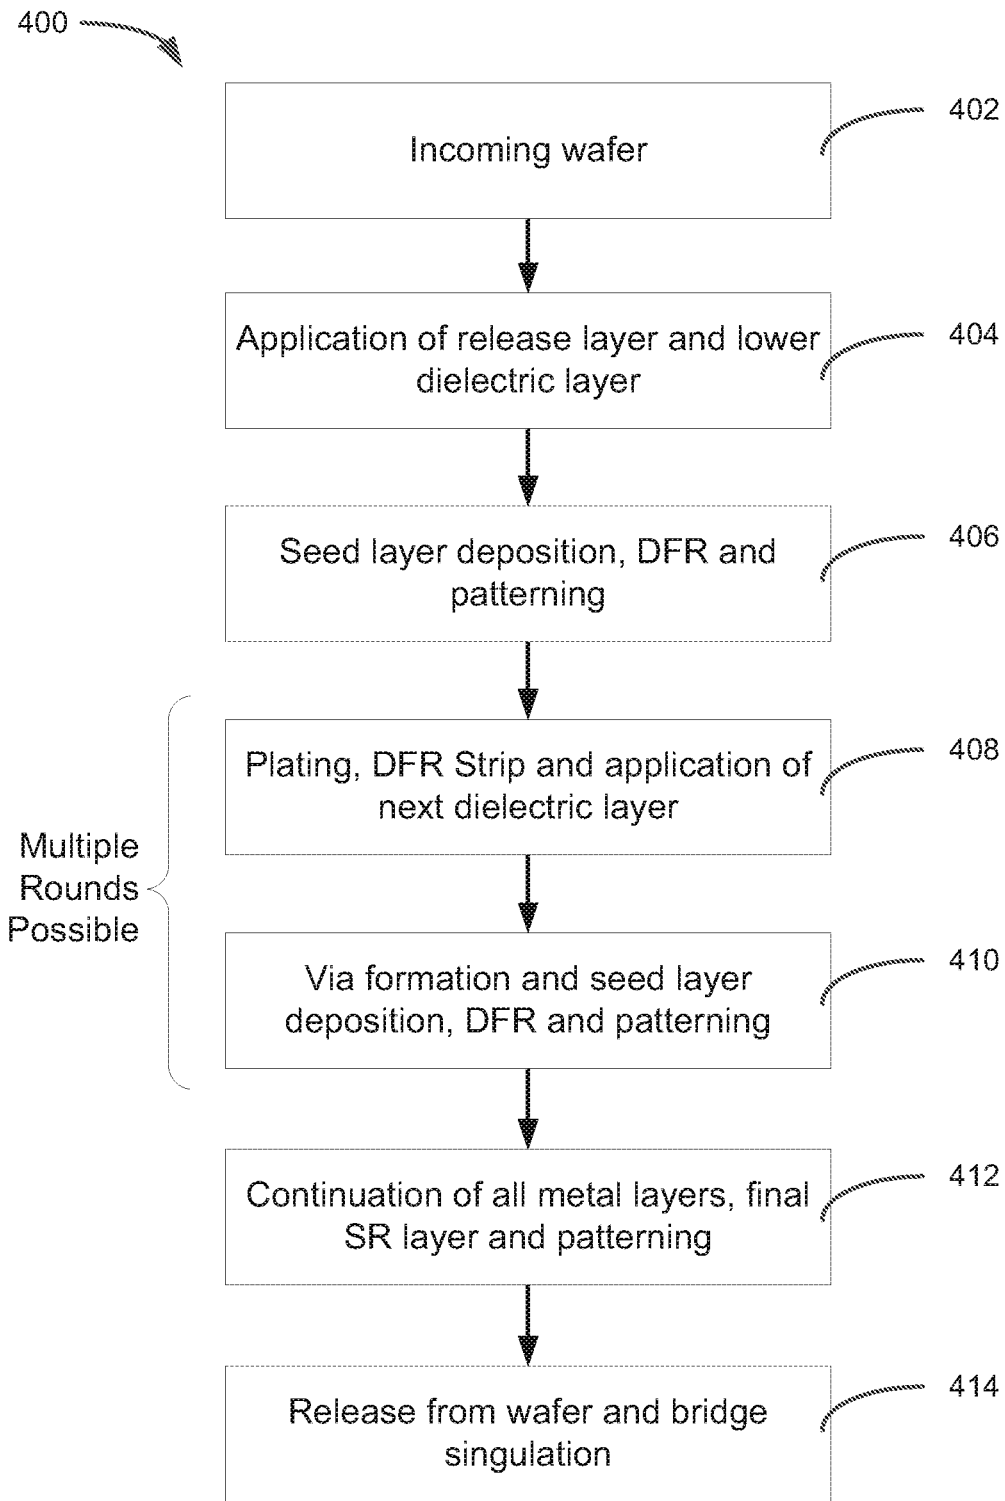 400
402
Incoming wafer
404
Application of release layer and lower
dielectric layer
406
Seed layer deposition, DFR and
patterning
408
Plating, DFR Strip and application of
next dielectric layer
Multiple
Rounds
Possible
410
Via formation and seed layer
deposition, DFR and patterning
412
Continuation of all metal layers, final
SR layer and patterning
414
Release from wafer and bridge
singulation